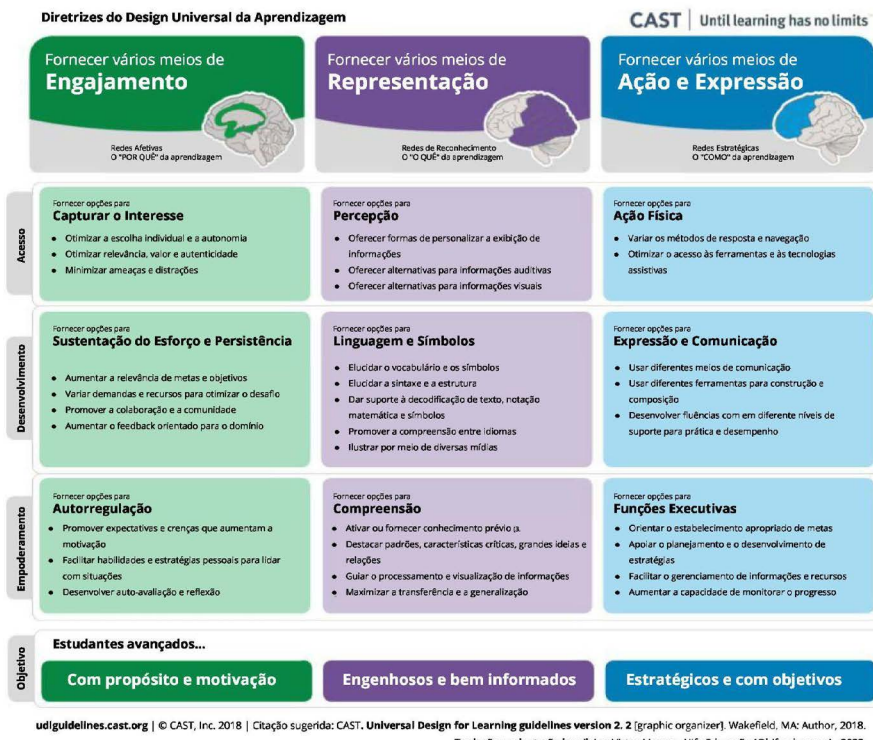 Diretrizes do Design Universal da Aprendizagem
CAST | Until learning has no limits
Fornecer vários meios de
Engajamento
Redes Afetivas
O "POR QUÊ" da aprendizagem
Fornecer vários meios de
Representação
Redes de Reconhecimento
O "O QUÊ" da aprendizagem
Fornecer vários meios de
Ação e Expressão
Redes Estratégicas
O "COMO" da aprendizagem
Acesso
Fornecer opções para
Capturar o Interesse
• Otimizar a escolha individual e a autonomia
• Otimizar relevância, valor e autenticidade
• Minimizar ameaças e distrações
Fornecer opções para
Percepção
• Oferecer formas de personalizar a exibição de
informações
• Oferecer alternativas para informações auditivas
• Oferecer alternativas para informações visuais
Fornecer opções para
Ação Física
• Variar os métodos de resposta e navegação
• Otimizar o acesso às ferramentas e às tecnologias
assistivas
Desenvolvimento
Fornecer opções para
Sustentação do Esforço e Persistência
• Aumentar a relevância de metas e objetivos
• Variar demandas e recursos para otimizar o desafio
• Promover a colaboração e a comunidade
• Aumentar o feedback orientado para o domínio
Fornecer opções para
Linguagem e Símbolos
• Elucidar o vocabulário e os símbolos
• Elucidar a sintaxe e a estrutura
• Dar suporte à decodificação de texto, notação
matemática e símbolos
• Promover a compreensão entre idiomas
• Ilustrar por meio de diversas mídias
Fornecer opções para
Expressão e Comunicação
• Usar diferentes meios de comunicação
• Usar diferentes ferramentas para construção e
composição
• Desenvolver fluências com em diferente níveis de
suporte para prática e desempenho
Empoderamento
Fornecer opções para
Autorregulação
• Promover expectativas e crenças que aumentam a
motivação
• Facilitar habilidades e estratégias pessoais para lidar
com situações
• Desenvolver auto-avaliação e reflexão
Fornecer opções para
Compreensão
• Ativar ou fornecer conhecimento prévio
• Destacar padrões, características críticas, grandes ideias e
relações
• Guiar o processamento e visualização de informações
• Maximizar a transferência e a generalização
Fornecer opções para
Funções Executivas
• Orientar o estabelecimento apropriado de metas
• Apoiar o planejamento e o desenvolvimento de
estratégias
• Facilitar o gerenciamento de informações e recursos
• Aumentar a capacidade de monitorar o progresso
Objetivo
Estudantes avançados...
Com propósito e motivação
Engenhosos e bem informados
Estratégicos e com objetivos
udlguidelines.cast.org | © CAST, Inc. 2018 | Citação sugerida: CAST. Universal Design for Learning guidelines version 2. 2 [graphic organizer]. Wakefield, MA: Author, 2018.